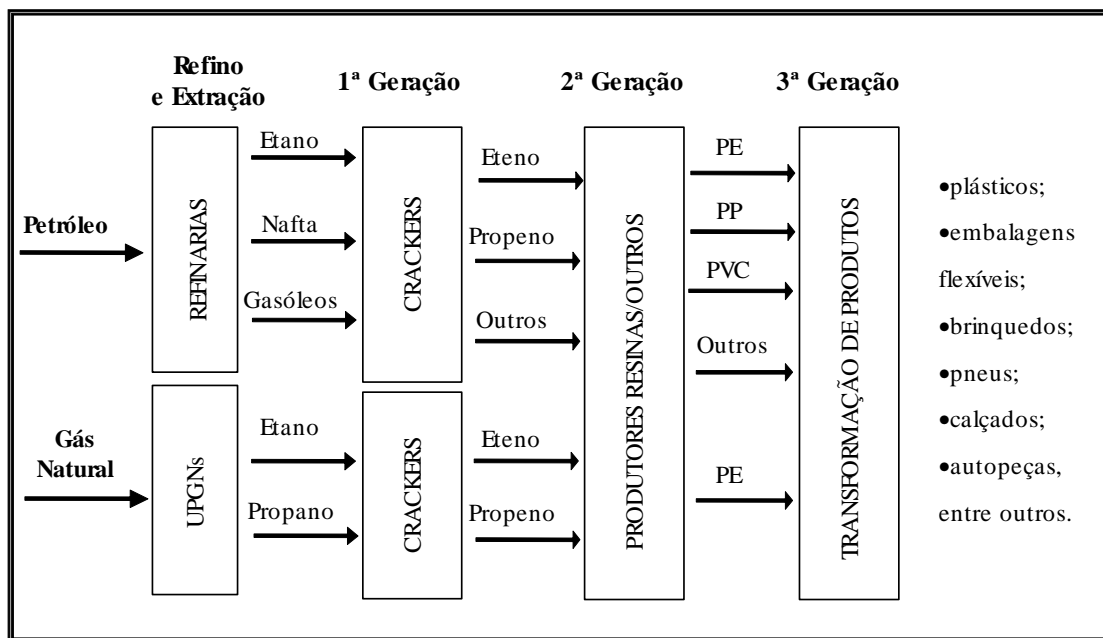 Refino
e Extração
1ª Geração
2ª Geração
3ª Geração
Petróleo
REFINARIAS
Etano
Nafta
Gasóleos
CRACKERS
Eteno
Propeno
Outros
PRODUTORES RESINAS/OUTROS
PE
PP
PVC
Outros
PE
TRANSFORMAÇÃO DE PRODUTOS
•plásticos;
•embalagens
flexíveis;
•brinquedos;
•pneus;
•calçados;
•autopeças,
entre outros.
Gás
Natural
UPGNs
Etano
Propano
CRACKERS
Eteno
Propeno